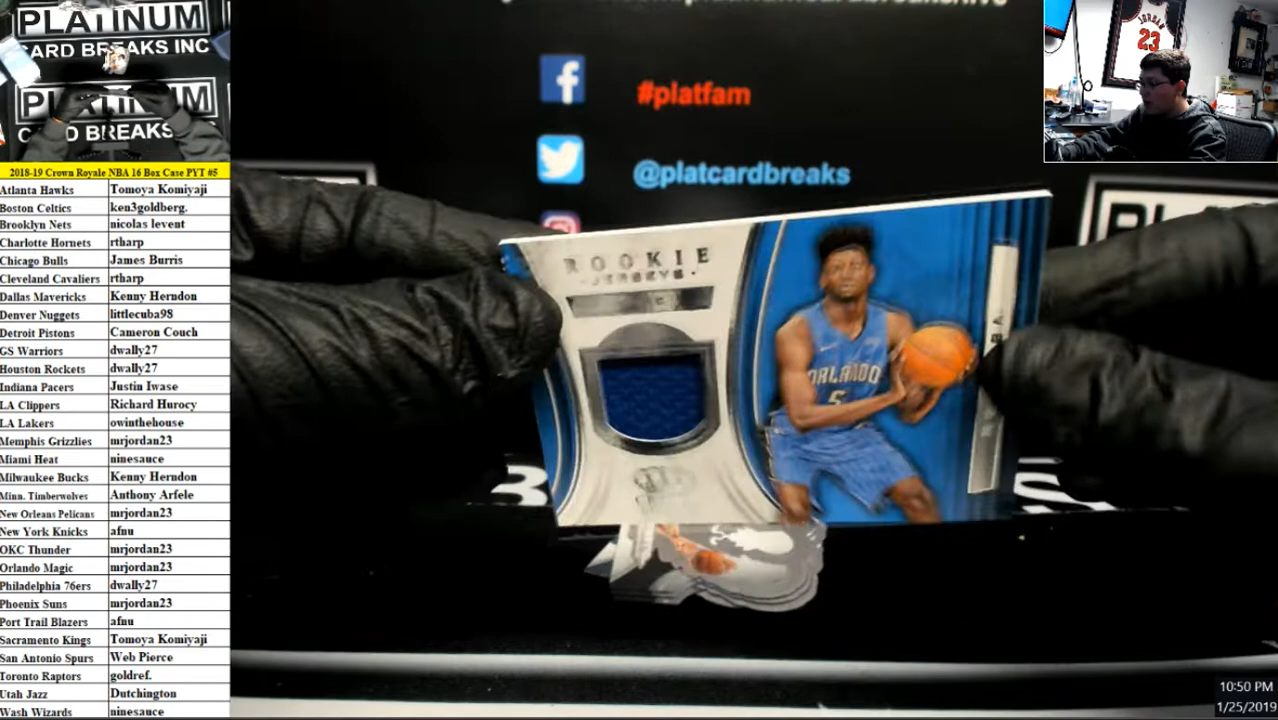 PLATINUM
CARD BREAKS INC
PLATINUM
CARD BREAKS
2018-19 Crown Royale NBA 16 Box Case PYT #5
Atlanta Hawks Tomoya Komiyaji
Boston Celtics ken3goldberg.
Brooklyn Nets nicolas levent
Charlotte Hornets rtharp
Chicago Bulls James Burris
Cleveland Cavaliers rtharp
Dallas Mavericks Kenny Herndon
Denver Nuggets littlecuba98
Detroit Pistons Cameron Couch
GS Warriors dwally27
Houston Rockets dwally27
Indiana Pacers Justin Iwase
LA Clippers Richard Hurocy
LA Lakers owinthehouse
Memphis Grizzlies mrjordan23
Miami Heat ninesauce
Milwaukee Bucks Kenny Herndon
Minn. Timberwolves Anthony Arfele
New Orleans Pelicans mrjordan23
New York Knicks afnu
OKC Thunder mrjordan23
Orlando Magic mrjordan23
Philadelphia 76ers dwally27
Phoenix Suns mrjordan23
Port Trail Blazers afnu
Sacramento Kings Tomoya Komiyaji
San Antonio Spurs Web Pierce
Toronto Raptors goldref.
Utah Jazz Dutchington
Wash Wizards ninesauce
#platfam
@platcardbreaks
ROOKIE
JERSEYS
ORLANDO
5
JORDAN
23
10:50 PM
1/25/2019